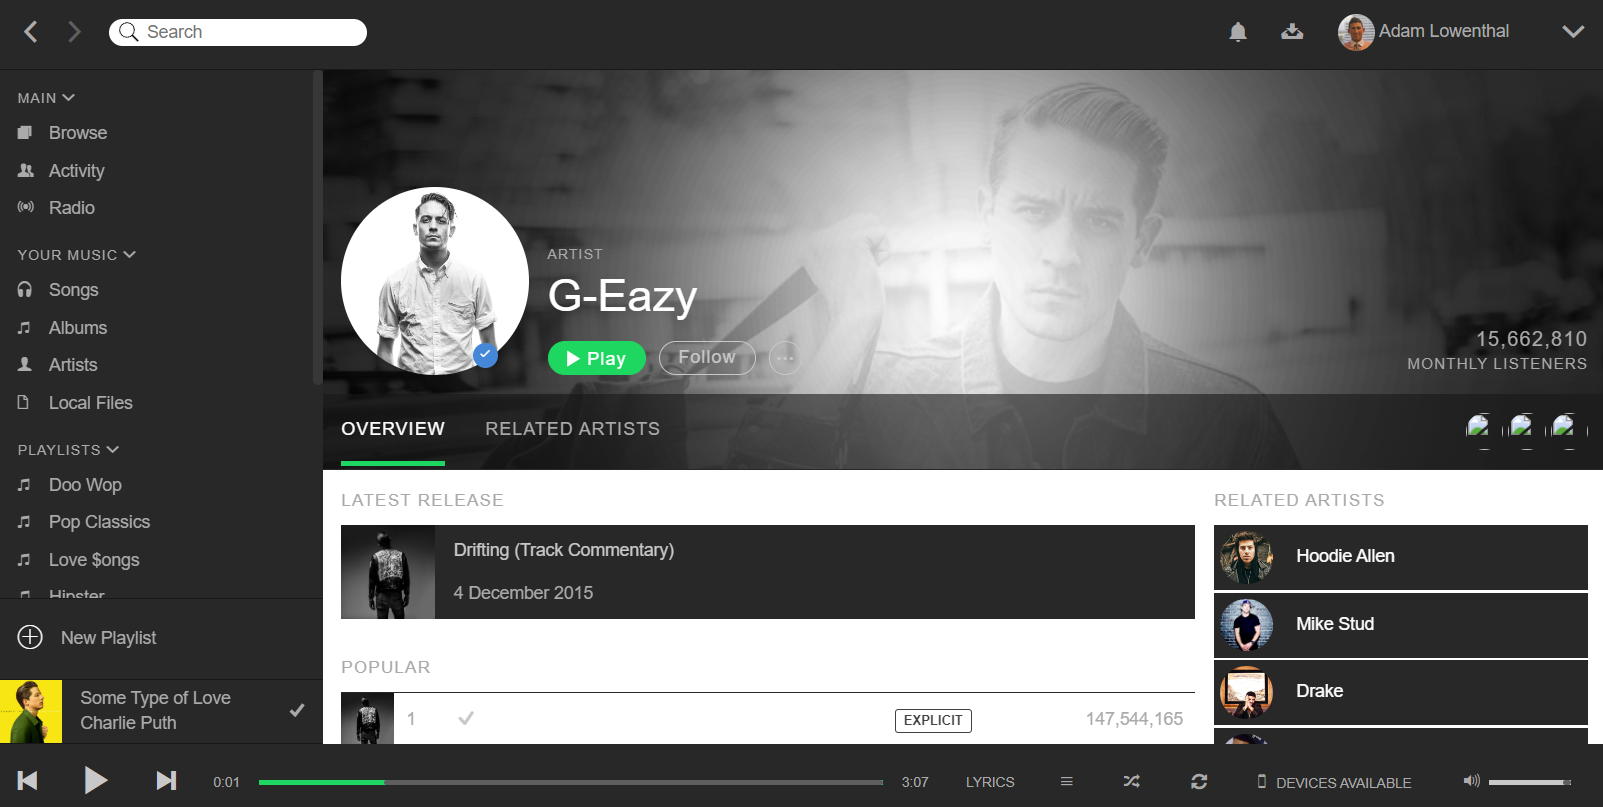 Search
Adam Lowenthal
MAIN
Browse
Activity
Radio
YOUR MUSIC
Songs
Albums
Artists
Local Files
PLAYLISTS
Doo Wop
Pop Classics
Love $ongs
Hipster
New Playlist
Some Type of Love
Charlie Puth
ARTIST
G-Eazy
Play
Follow
15,662,810
MONTHLY LISTENERS
OVERVIEW
RELATED ARTISTS
LATEST RELEASE
Drifting (Track Commentary)
4 December 2015
POPULAR
1
EXPLICIT
147,544,165
RELATED ARTISTS
Hoodie Allen
Mike Stud
Drake
0:01
3:07
LYRICS
DEVICES AVAILABLE